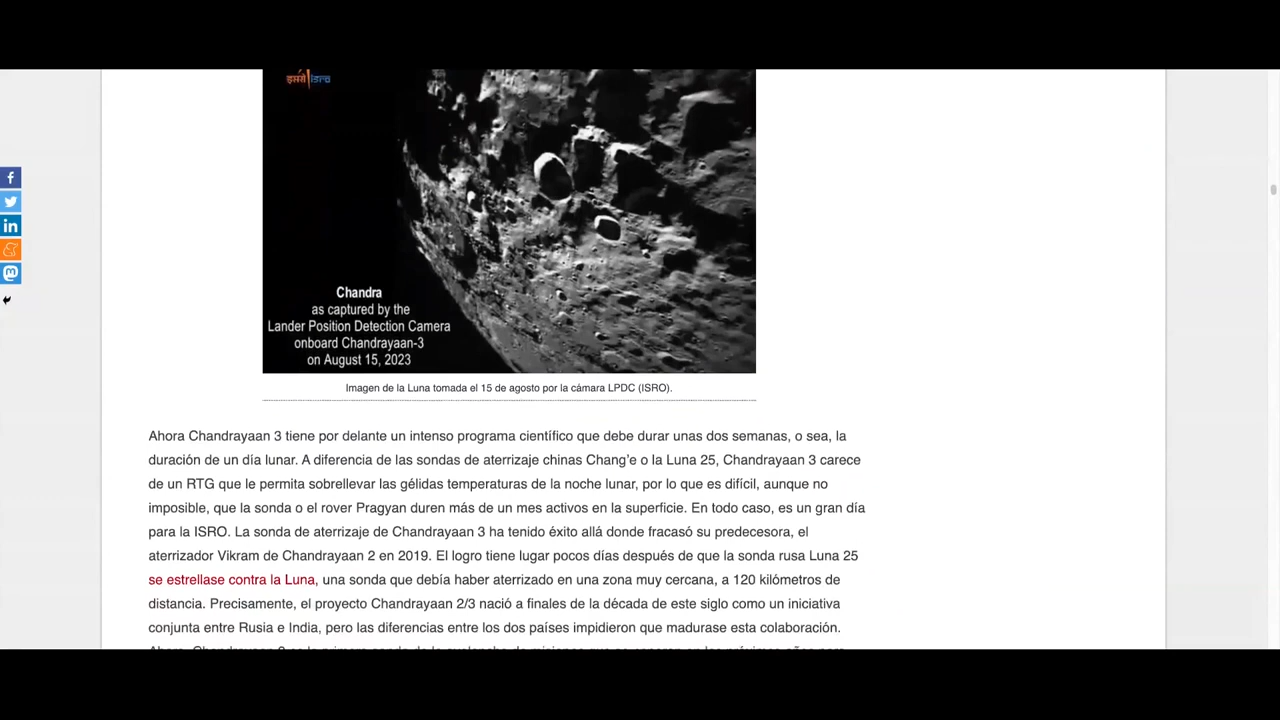 इसरो isro
Chandra
as captured by the
Lander Position Detection Camera
onboard Chandrayaan-3
on August 15, 2023
Imagen de la Luna tomada el 15 de agosto por la cámara LPDC (ISRO).
Ahora Chandrayaan 3 tiene por delante un intenso programa científico que debe durar unas dos semanas, o sea, la
duración de un día lunar. A diferencia de las sondas de aterrizaje chinas Chang’e o la Luna 25, Chandrayaan 3 carece
de un RTG que le permita sobrellevar las gélidas temperaturas de la noche lunar, por lo que es difícil, aunque no
imposible, que la sonda o el rover Pragyan duren más de un mes activos en la superficie. En todo caso, es un gran día
para la ISRO. La sonda de aterrizaje de Chandrayaan 3 ha tenido éxito allá donde fracasó su predecesora, el
aterrizador Vikram de Chandrayaan 2 en 2019. El logro tiene lugar pocos días después de que la sonda rusa Luna 25
se estrellase contra la Luna, una sonda que debía haber aterrizado en una zona muy cercana, a 120 kilómetros de
distancia. Precisamente, el proyecto Chandrayaan 2/3 nació a finales de la década de este siglo como un iniciativa
conjunta entre Rusia e India, pero las diferencias entre los dos países impidieron que madurase esta colaboración.